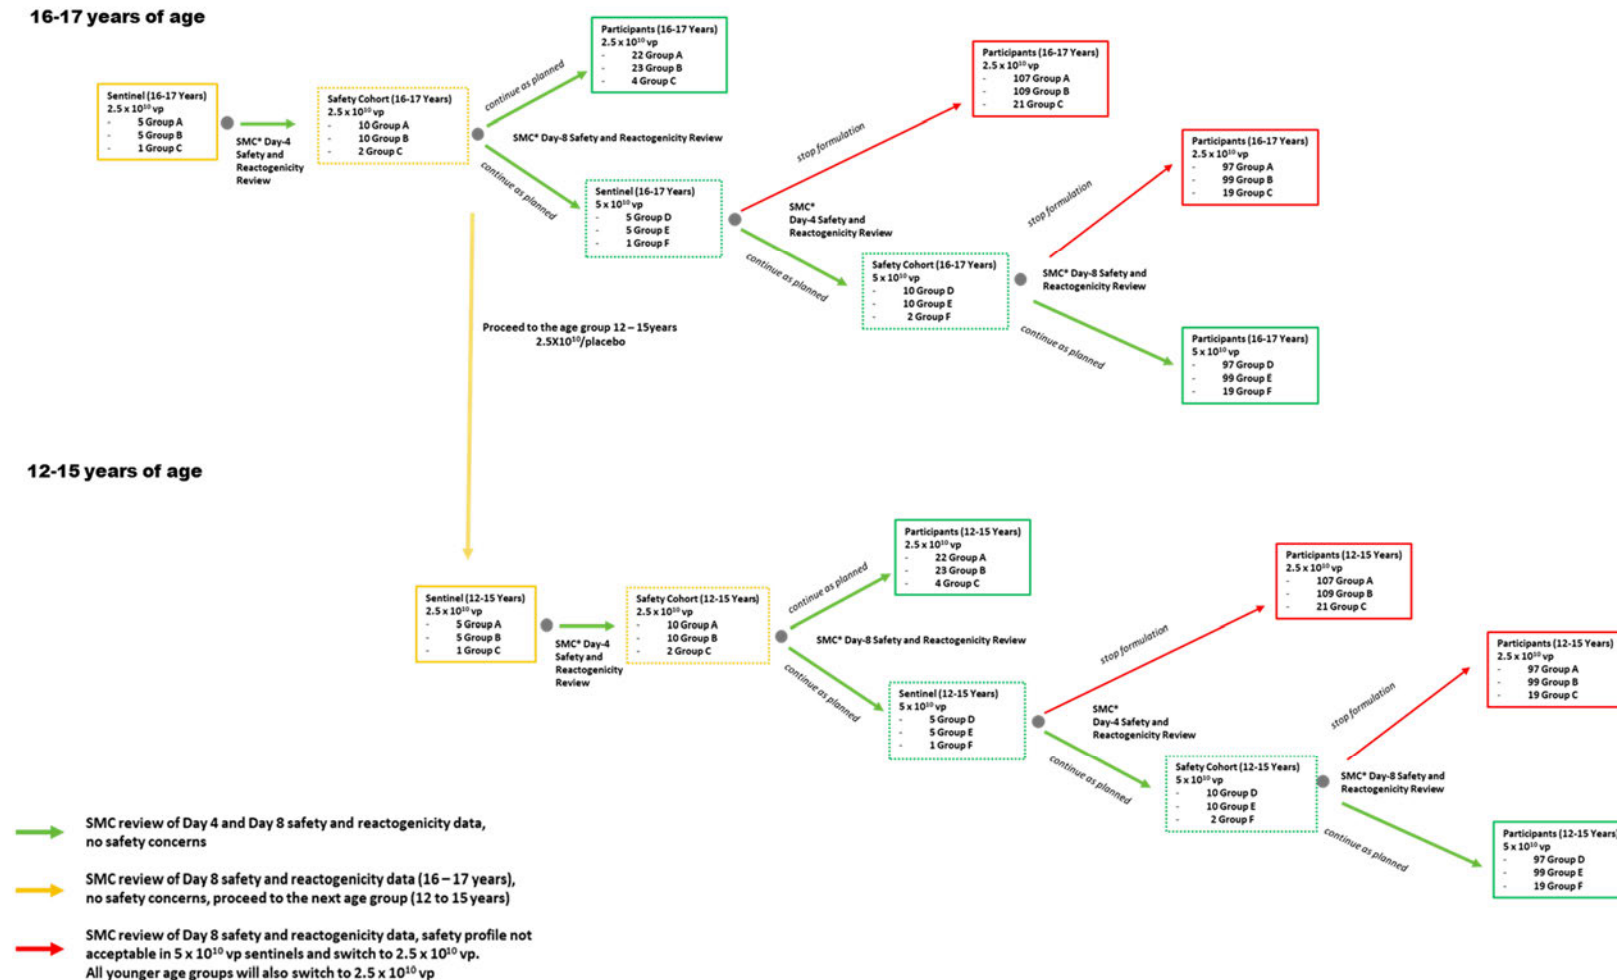 16-17 years of age
Sentinel (16-17 Years)
2.5 x 10¹⁰ vp
- 5 Group A
- 5 Group B
- 1 Group C
SMC* Day-4
Safety and
Reactogenicity
Review
Safety Cohort (16-17 Years)
2.5 x 10¹⁰ vp
- 10 Group A
- 10 Group B
- 2 Group C
continue as planned
Participants (16-17 Years)
2.5 x 10¹⁰ vp
- 22 Group A
- 23 Group B
- 4 Group C
SMC* Day-8 Safety and Reactogenicity Review
continue as planned
Sentinel (16-17 Years)
5 x 10¹⁰ vp
- 5 Group D
- 5 Group E
- 1 Group F
stop formulation
Participants (16-17 Years)
2.5 x 10¹⁰ vp
- 107 Group A
- 109 Group B
- 21 Group C
SMC*
Day-4 Safety and
Reactogenicity Review
continue as planned
Safety Cohort (16-17 Years)
5 x 10¹⁰ vp
- 10 Group D
- 10 Group E
- 2 Group F
stop formulation
Participants (16-17 Years)
2.5 x 10¹⁰ vp
- 97 Group A
- 99 Group B
- 19 Group C
SMC* Day-8 Safety and
Reactogenicity Review
continue as planned
Participants (16-17 Years)
5 x 10¹⁰ vp
- 97 Group D
- 99 Group E
- 19 Group F
Proceed to the age group 12 – 15years
2.5X10¹⁰/placebo
12-15 years of age
Sentinel (12-15 Years)
2.5 x 10¹⁰ vp
- 5 Group A
- 5 Group B
- 1 Group C
SMC* Day-4
Safety and
Reactogenicity
Review
Safety Cohort (12-15 Years)
2.5 x 10¹⁰ vp
- 10 Group A
- 10 Group B
- 2 Group C
continue as planned
Participants (12-15 Years)
2.5 x 10¹⁰ vp
- 22 Group A
- 23 Group B
- 4 Group C
SMC* Day-8 Safety and Reactogenicity Review
continue as planned
Sentinel (12-15 Years)
5 x 10¹⁰ vp
- 5 Group D
- 5 Group E
- 1 Group F
stop formulation
Participants (12-15 Years)
2.5 x 10¹⁰ vp
- 107 Group A
- 109 Group B
- 21 Group C
SMC*
Day-4 Safety and
Reactogenicity Review
continue as planned
Safety Cohort (12-15 Years)
5 x 10¹⁰ vp
- 10 Group D
- 10 Group E
- 2 Group F
stop formulation
Participants (12-15 Years)
2.5 x 10¹⁰ vp
- 97 Group A
- 99 Group B
- 19 Group C
SMC* Day-8 Safety and
Reactogenicity Review
continue as planned
Participants (12-15 Years)
5 x 10¹⁰ vp
- 97 Group D
- 99 Group E
- 19 Group F
SMC review of Day 4 and Day 8 safety and reactogenicity data,
no safety concerns
SMC review of Day 8 safety and reactogenicity data (16 – 17 years),
no safety concerns, proceed to the next age group (12 to 15 years)
SMC review of Day 8 safety and reactogenicity data, safety profile not
acceptable in 5 x 10¹⁰ vp sentinels and switch to 2.5 x 10¹⁰ vp.
All younger age groups will also switch to 2.5 x 10¹⁰ vp